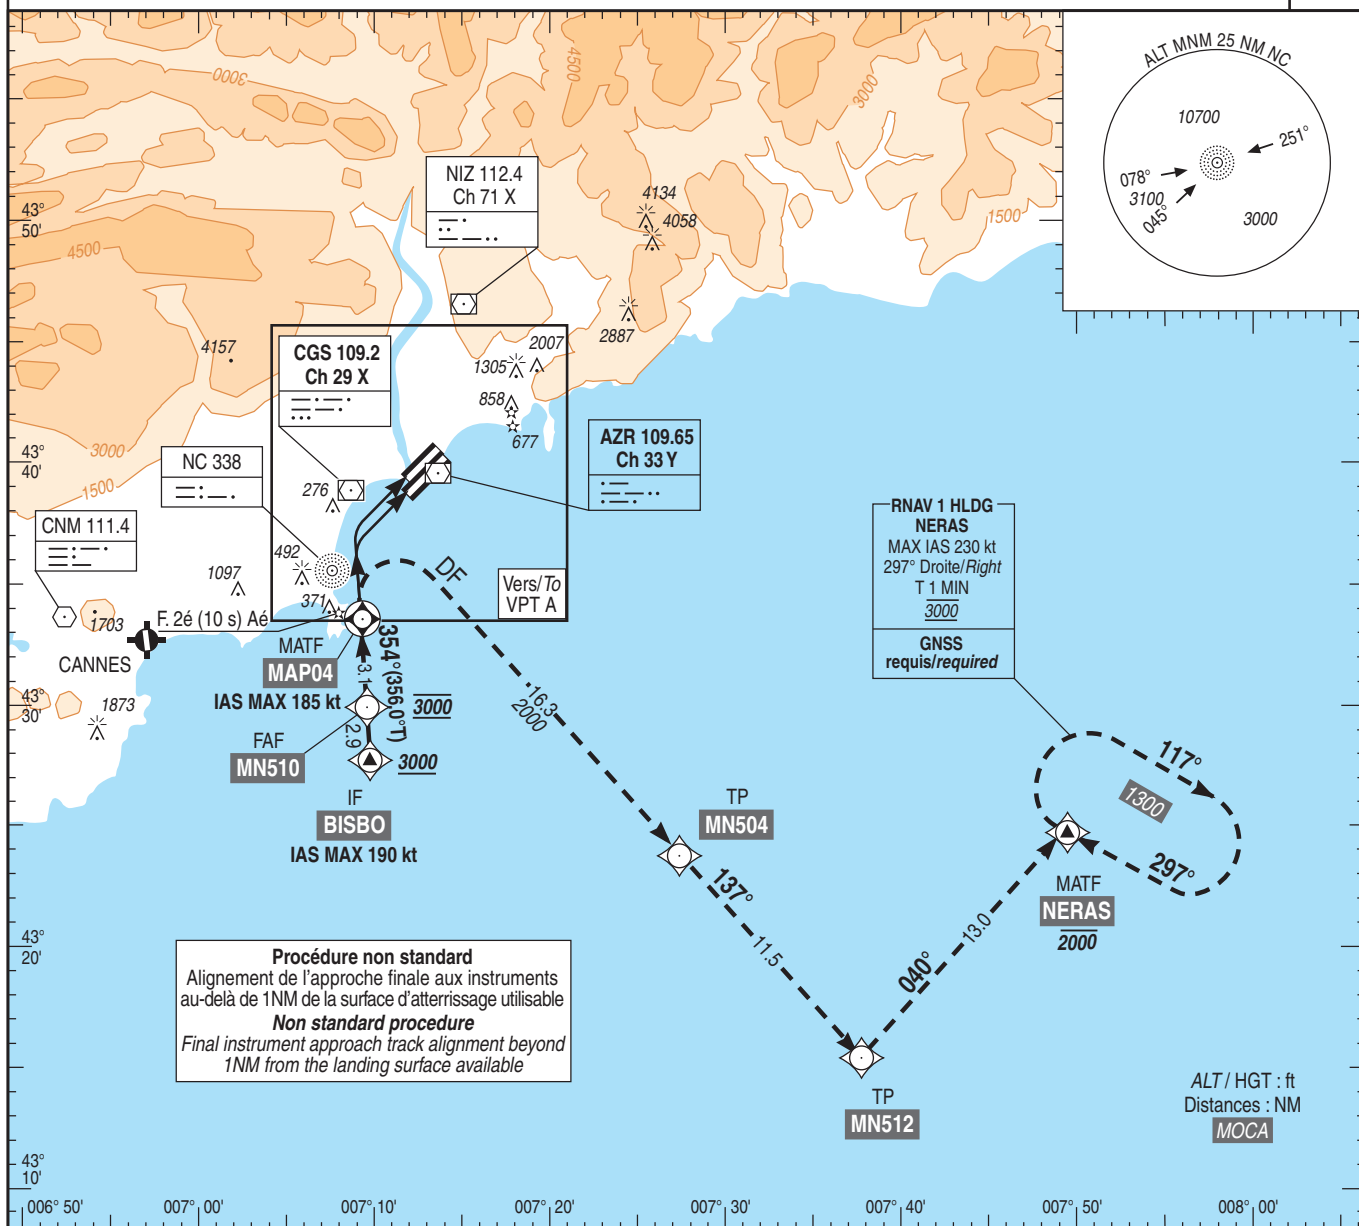 ALT MNM 25 NM NC
10700
251°
078°
3100
045°
3000
3000
4500
3000
1500
4500
3000
1500
NIZ 112.4
Ch 71 X
4134
4058
2887
4157
CGS 109.2
Ch 29 X
2007
1305
858
677
AZR 109.65
Ch 33 Y
NC 338
276
CNM 111.4
492
1097
371
1703
F. 2é (10 s) Aé
CANNES
1873
DF
Vers/To
VPT A
MATF
MAP04
IAS MAX 185 kt
354°(356.0°T)
3.1
3000
FAF
MN510
2.9
3000
IF
BISBO
IAS MAX 190 kt
16.3
2000
TP
MN504
137°
11.5
TP
MN512
040°
13.0
RNAV 1 HLDG
NERAS
MAX IAS 230 kt
297° Droite/Right
T 1 MIN
3000
GNSS
requis/required
117°
1300
297°
MATF
NERAS
2000
Procédure non standard
Alignement de l'approche finale aux instruments
au-delà de 1NM de la surface d'atterrissage utilisable
Non standard procedure
Final instrument approach track alignment beyond
1NM from the landing surface available
ALT / HGT : ft
Distances : NM
MOCA
43°
50'
43°
40'
43°
30'
43°
20'
43°
10'
006° 50'
007° 00'
007° 10'
007° 20'
007° 30'
007° 40'
007° 50'
008° 00'